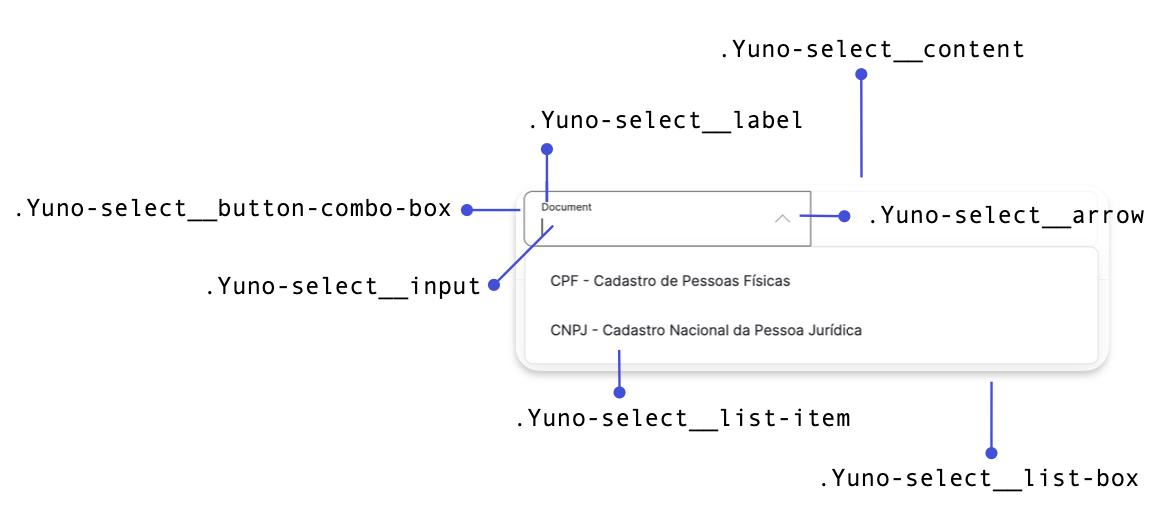 .Yuno-select__content
.Yuno-select__label
.Yuno-select__button-combo-box
Document
.Yuno-select__arrow
.Yuno-select__input
CPF - Cadastro de Pessoas Físicas
CNPJ - Cadastro Nacional da Pessoa Jurídica
.Yuno-select__list-item
.Yuno-select__list-box